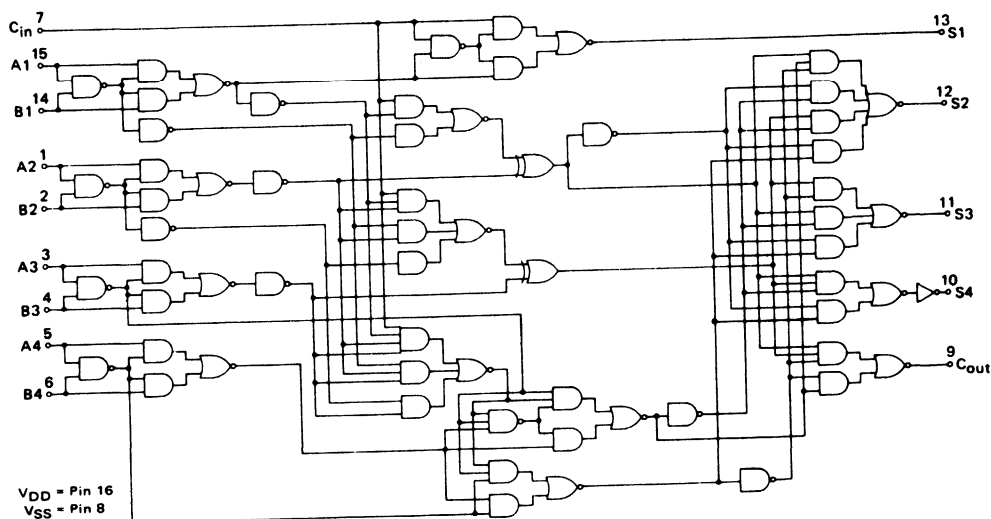 7
Cin
13
S1
15
A1
14
B1
12
S2
1
A2
2
B2
11
S3
3
A3
4
B3
10
S4
5
A4
9
Cout
6
B4
VDD = Pin 16
VSS = Pin 8